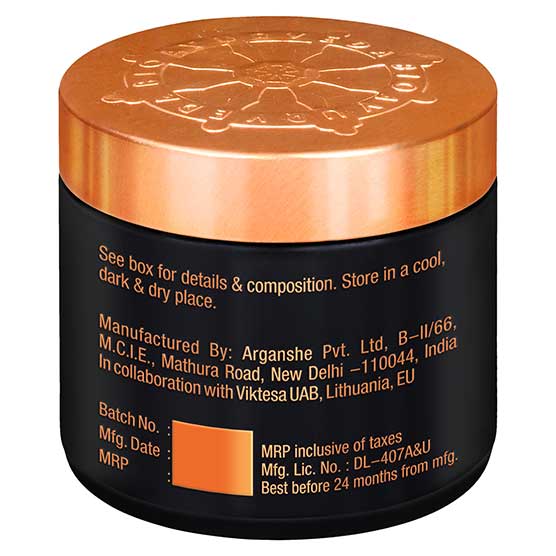 BIOAYURVEDA
See box for details & composition. Store in a cool,
dark & dry place.
Manufactured By: Arganshe Pvt. Ltd, B-II/66,
M.C.I.E., Mathura Road, New Delhi –110044, India
In collaboration with Viktesa UAB, Lithuania, EU
Batch No. :
Mfg. Date :
MRP :
MRP inclusive of taxes
Mfg. Lic. No. : DL–407A&U
Best before 24 months from mfg.